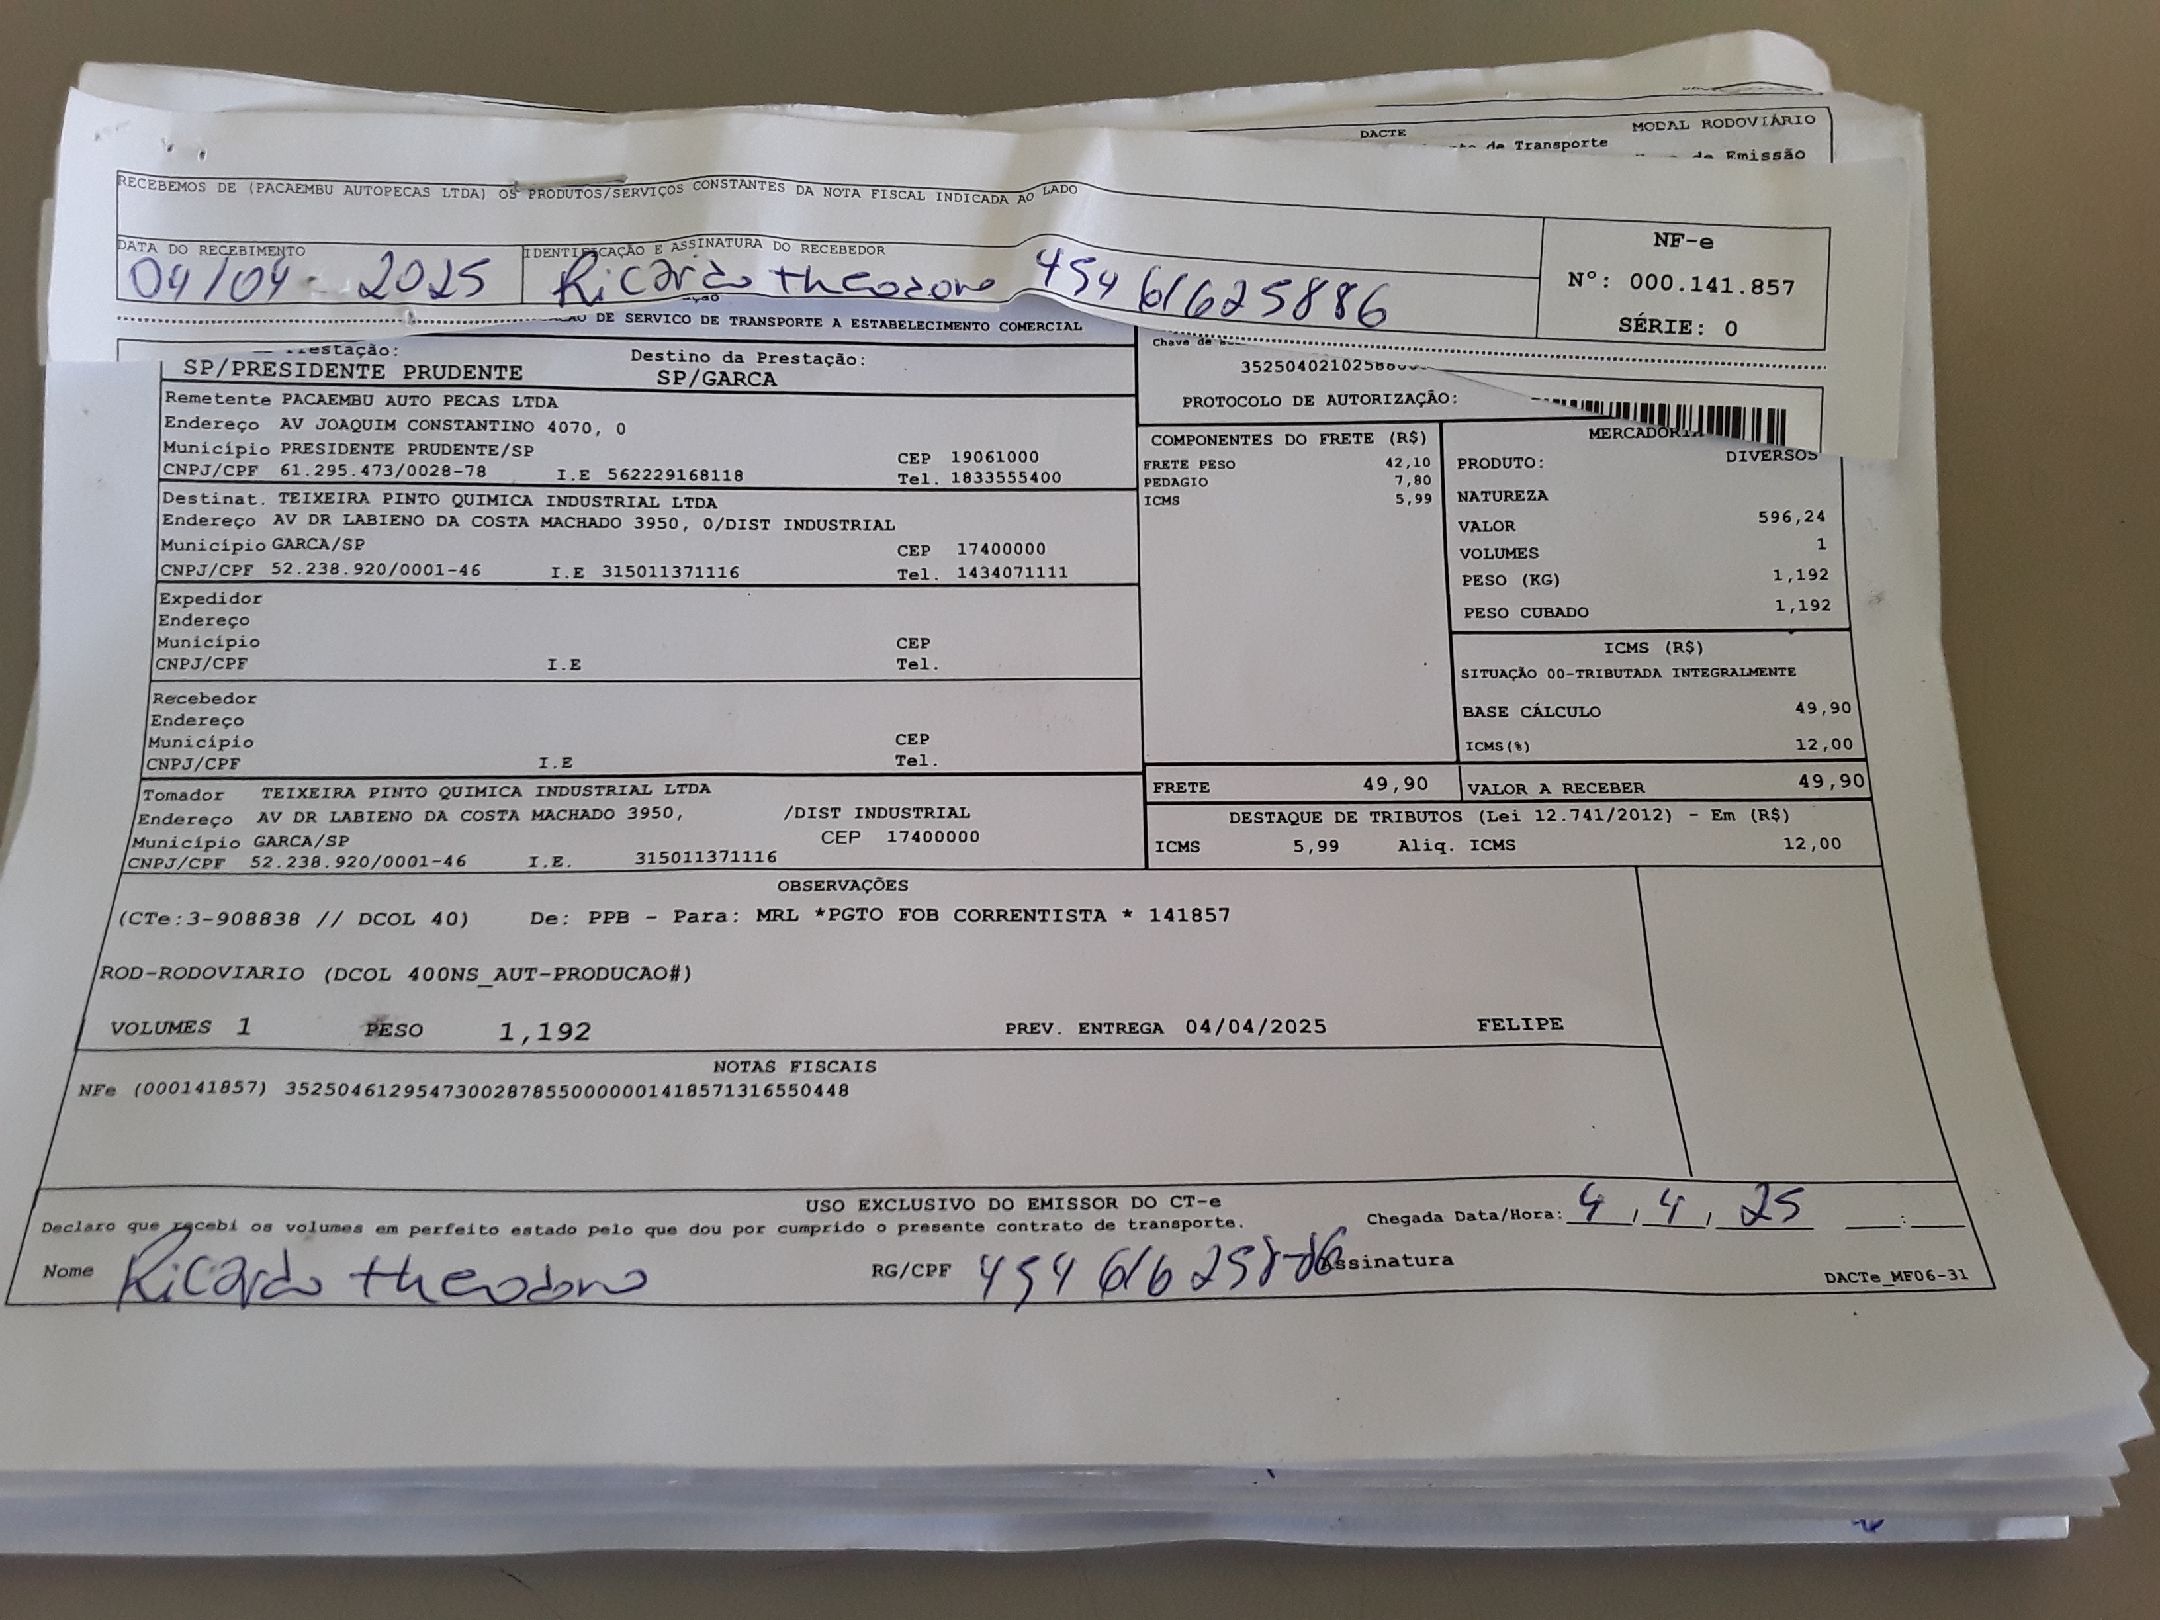 DACTE
MODAL RODOVIÁRIO
de Transporte
de Emissão
RECEBEMOS DE (PACAEMBU AUTOPECAS LTDA) OS PRODUTOS/SERVIÇOS CONSTANTES DA NOTA FISCAL INDICADA AO LADO
DATA DO RECEBIMENTO
04/04-2025
IDENTIFICAÇÃO E ASSINATURA DO RECEBEDOR
Ricardo theodoro 45461625886
NF-e
Nº: 000.141.857
SÉRIE: 0
DE SERVICO DE TRANSPORTE A ESTABELECIMENTO COMERCIAL
Chave de
Destino da Prestação:
SP/PRESIDENTE PRUDENTE SP/GARCA
PROTOCOLO DE AUTORIZAÇÃO:
Remetente PACAEMBU AUTO PECAS LTDA
Endereço AV JOAQUIM CONSTANTINO 4070, 0
Município PRESIDENTE PRUDENTE/SP CEP 19061000
CNPJ/CPF 61.295.473/0028-78 I.E 562229168118 Tel. 1833555400
Destinat. TEIXEIRA PINTO QUIMICA INDUSTRIAL LTDA
Endereço AV DR LABIENO DA COSTA MACHADO 3950, 0/DIST INDUSTRIAL
Município GARCA/SP CEP 17400000
CNPJ/CPF 52.238.920/0001-46 I.E 315011371116 Tel. 1434071111
Expedidor
Endereço
Município CEP
CNPJ/CPF I.E Tel.
Recebedor
Endereço
Município CEP
CNPJ/CPF I.E Tel.
Tomador TEIXEIRA PINTO QUIMICA INDUSTRIAL LTDA
Endereço AV DR LABIENO DA COSTA MACHADO 3950, /DIST INDUSTRIAL
Município GARCA/SP CEP 17400000
CNPJ/CPF 52.238.920/0001-46 I.E. 315011371116
COMPONENTES DO FRETE (R$)
FRETE PESO 42,10
PEDAGIO 7,80
ICMS 5,99
MERCADORIA
PRODUTO: DIVERSOS
NATUREZA
VALOR 596,24
VOLUMES 1
PESO (KG) 1,192
PESO CUBADO 1,192
ICMS (R$)
SITUAÇÃO 00-TRIBUTADA INTEGRALMENTE
BASE CÁLCULO 49,90
ICMS(%) 12,00
FRETE 49,90 VALOR A RECEBER 49,90
DESTAQUE DE TRIBUTOS (Lei 12.741/2012) - Em (R$)
ICMS 5,99 Aliq. ICMS 12,00
OBSERVAÇÕES
(CTe:3-908838 // DCOL 40) De: PPB - Para: MRL *PGTO FOB CORRENTISTA * 141857
ROD-RODOVIARIO (DCOL 400NS_AUT-PRODUCAO#)
VOLUMES 1 PESO 1,192 PREV. ENTREGA 04/04/2025 FELIPE
NOTAS FISCAIS
NFe (000141857) 35250461295473002878550000001418571316550448
USO EXCLUSIVO DO EMISSOR DO CT-e
Declaro que recebi os volumes em perfeito estado pelo que dou por cumprido o presente contrato de transporte.
Chegada Data/Hora: 4, 4, 25 :
Nome Ricardo theodoro RG/CPF 454616258-86 Assinatura
DACTe_MF06-31